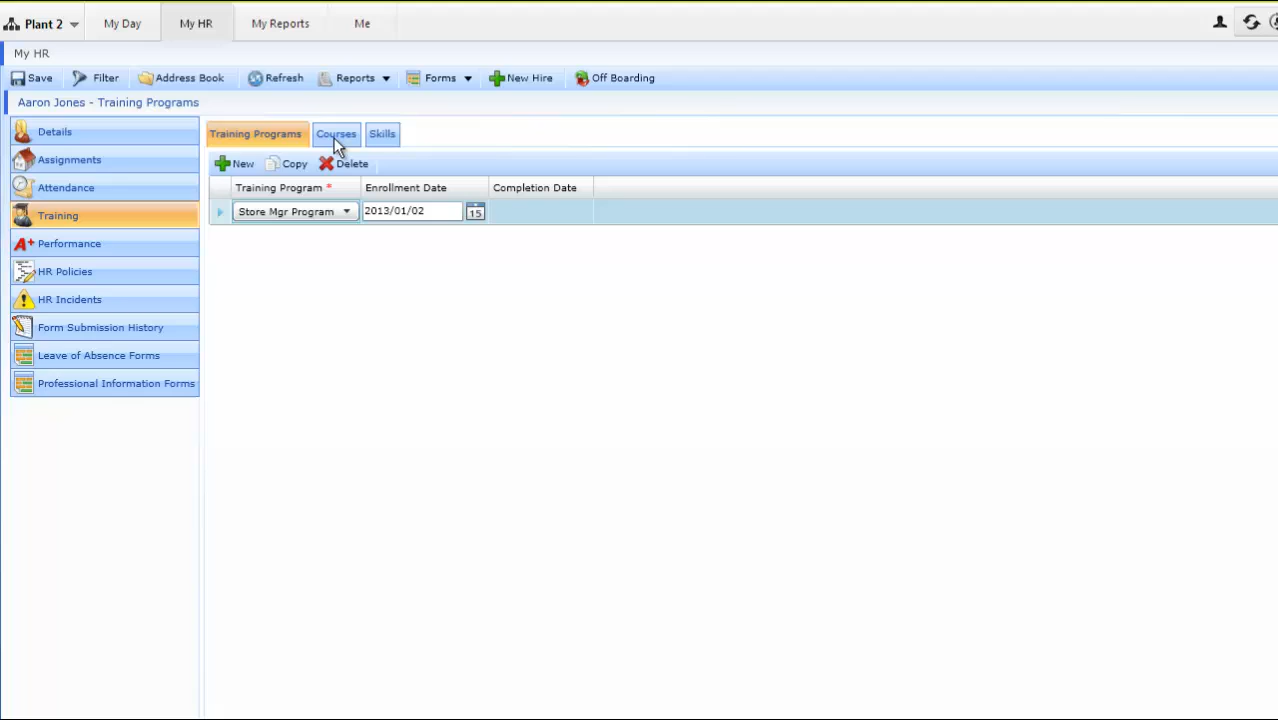 Plant 2 My Day My HR My Reports Me
My HR
Save Filter Address Book Refresh Reports Forms New Hire Off Boarding
Aaron Jones - Training Programs
Details
Assignments
Attendance
Training
A+ Performance
HR Policies
HR Incidents
Form Submission History
Leave of Absence Forms
Professional Information Forms
Training Programs Courses Skills
New Copy Delete
Training Program * Enrollment Date Completion Date
Store Mgr Program 2013/01/02 15